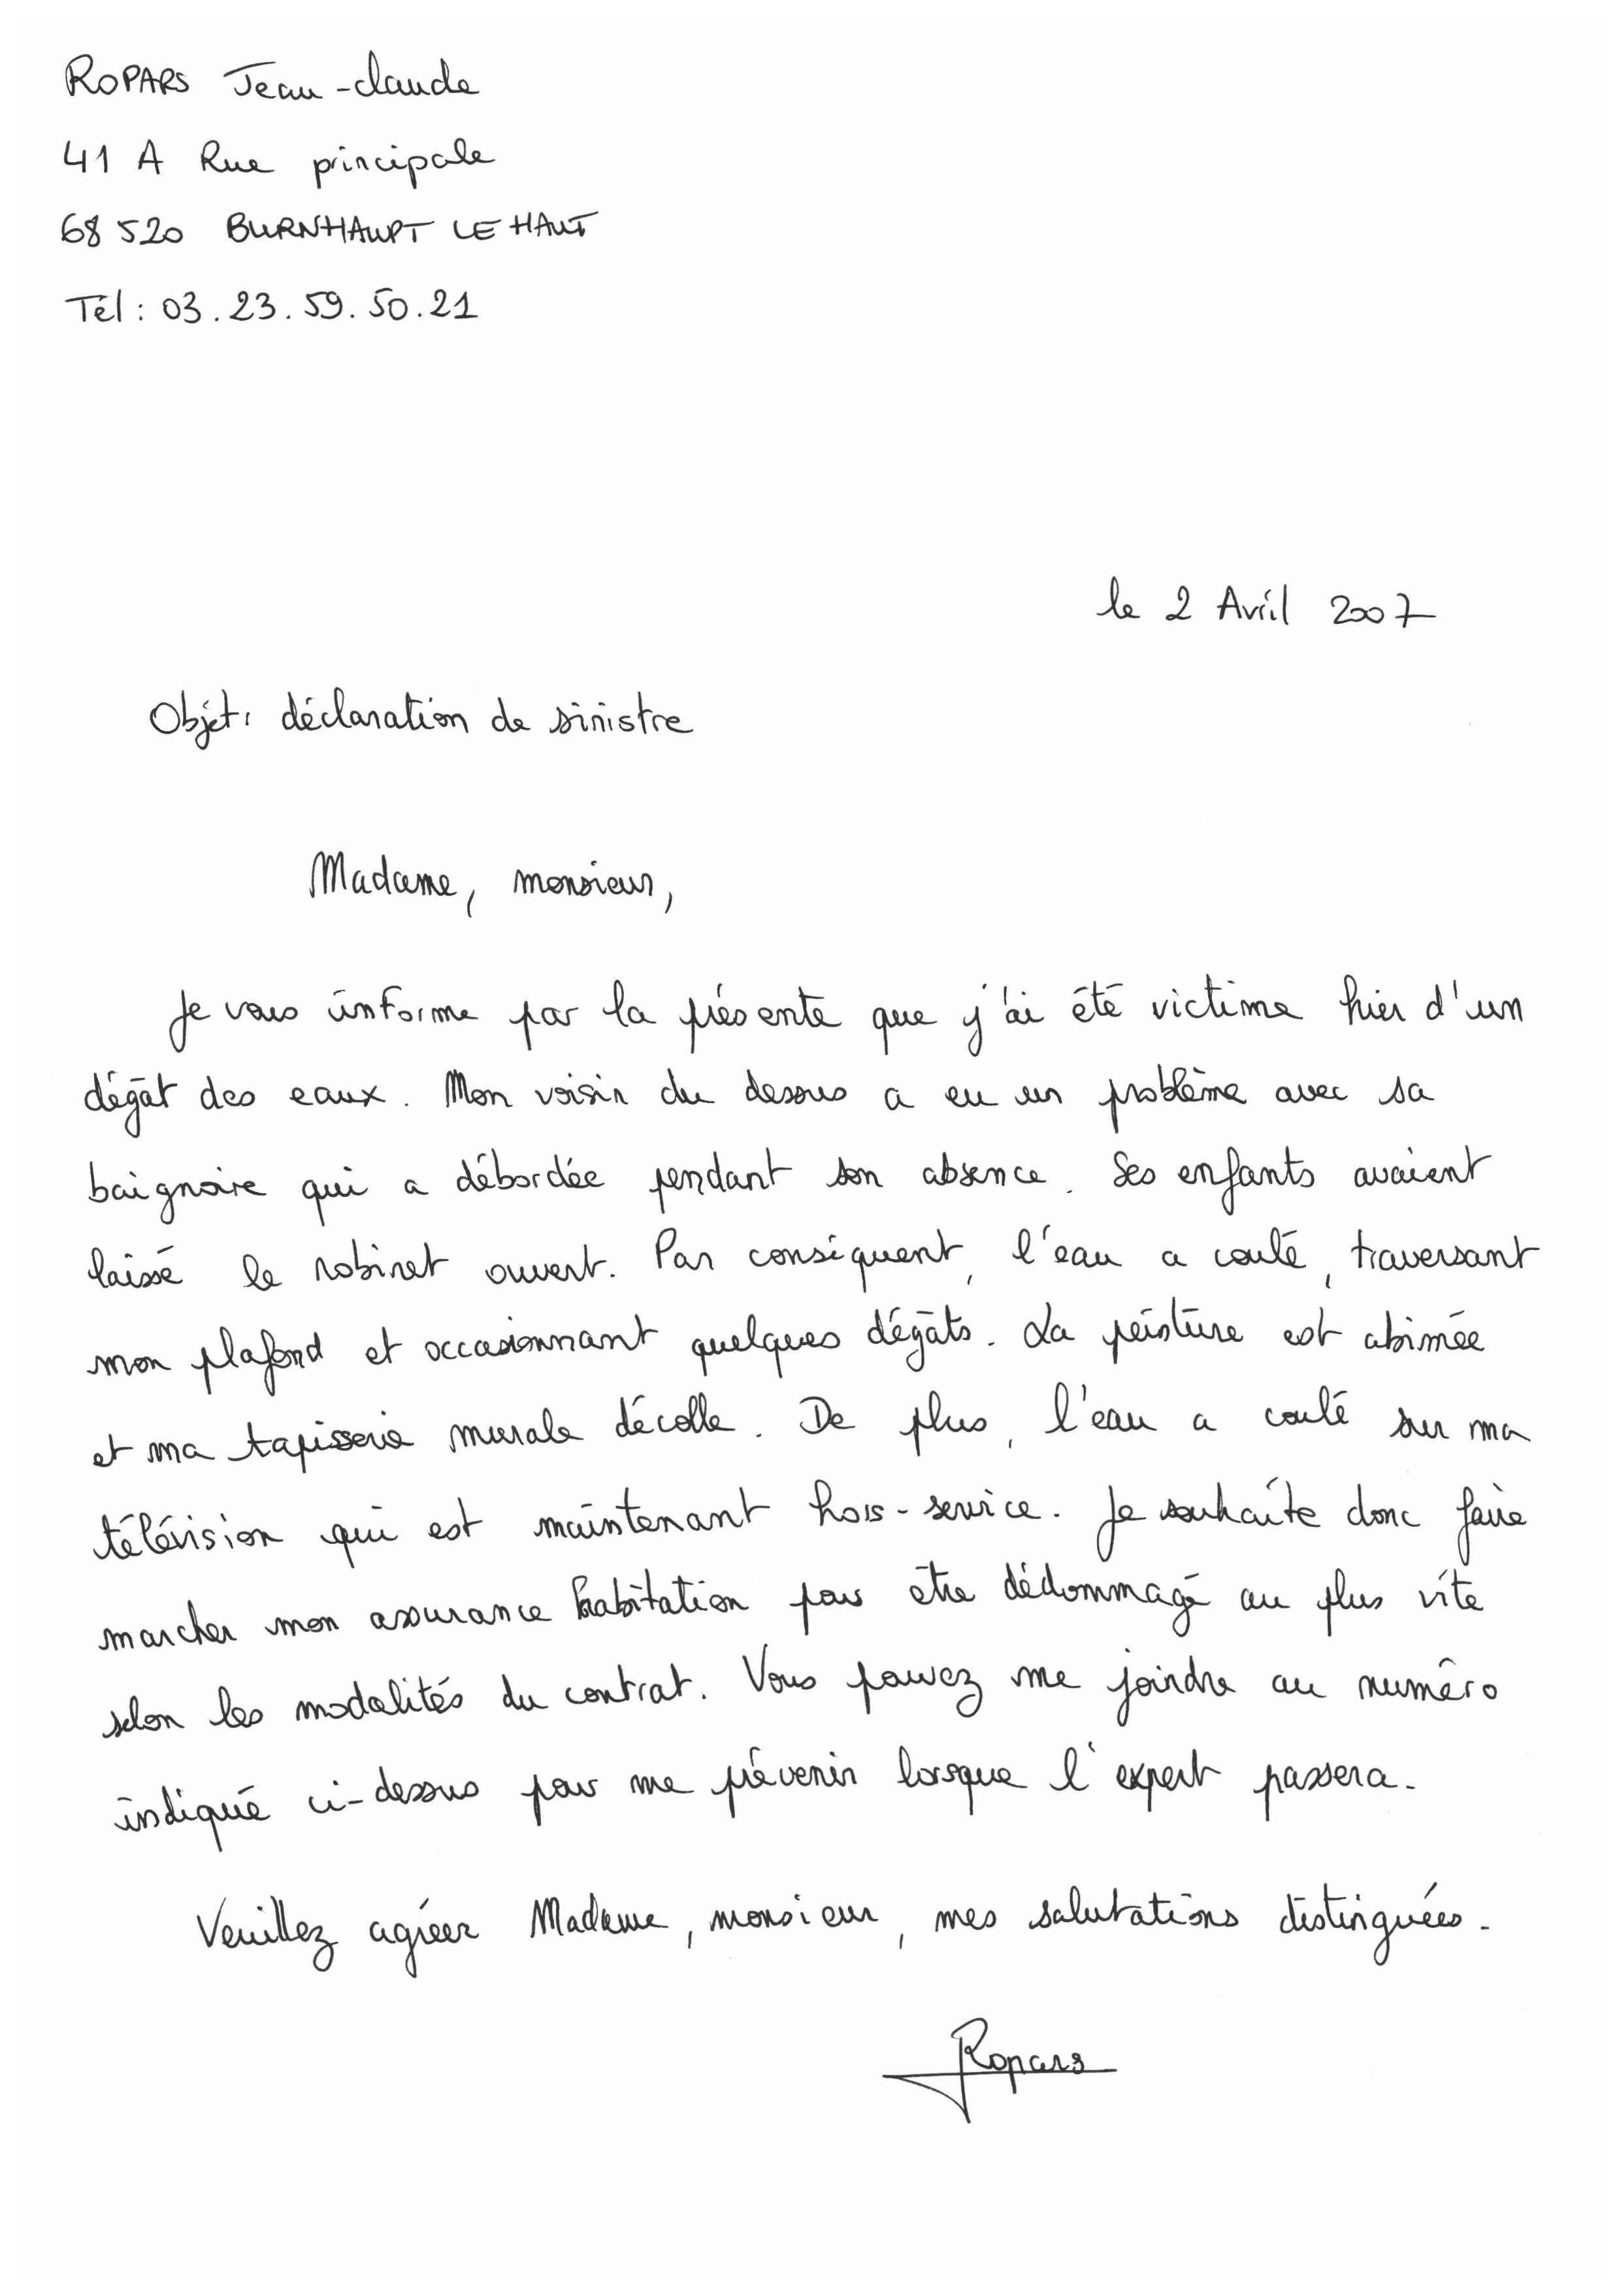 ROPARS Jean-claude
41 A Rue principale
68 520 BURNHAUPT LE HAUT
Tél : 03.23.59.50.21
le 2 Avril 2007
Objet: déclaration de sinistre
Madame, monsieur,
Je vous informe par la présente que j'ai été victime hier d'un
dégât des eaux. Mon voisin du dessus a eu un problème avec sa
baignoire qui a débordée pendant son absence. Ses enfants avaient
laissé le robinet ouvert. Par conséquent, l'eau a coulé, traversant
mon plafond et occasionnant quelques dégâts. La peinture est abimée
et ma tapisserie murale décolle. De plus, l'eau a coulé sur ma
télévision qui est maintenant hors-service. Je souhaite donc faire
marcher mon assurance habitation pour être dédommagé au plus vite
selon les modalités du contrat. Vous pouvez me joindre au numéro
indiqué ci-dessus pour me prévenir lorsque l'expert passera.
Veuillez agréer Madame, monsieur, mes salutations distinguées.
Ropars